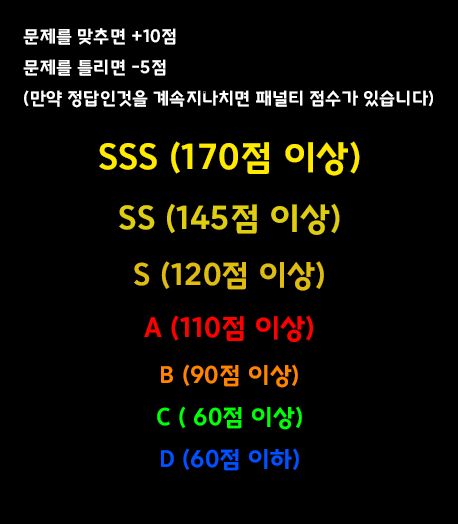 문제를 맞추면 +10점
문제를 틀리면 -5점
(만약 정답인것을 계속지나치면 패널티 점수가 있습니다)
SSS (170점 이상)
SS (145점 이상)
S (120점 이상)
A (110점 이상)
B (90점 이상)
C ( 60점 이상)
D (60점 이하)